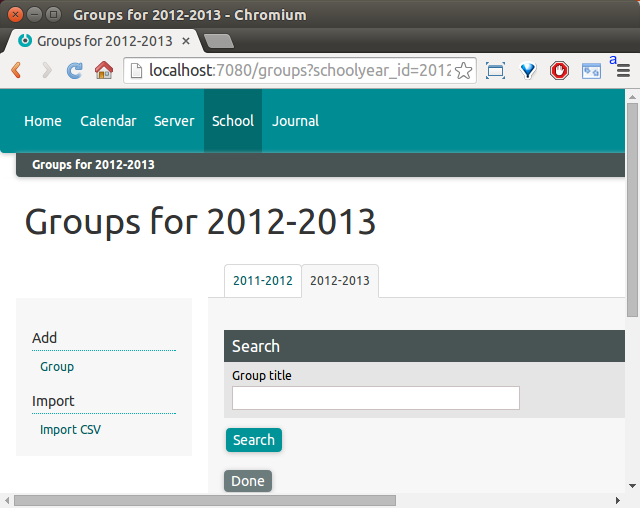 Groups for 2012-2013 - Chromium
Groups for 2012-2013
localhost:7080/groups?schoolyear_id=2012
a
Home Calendar Server School Journal
Groups for 2012-2013
Groups for 2012-2013
2011-2012 2012-2013
Add
Group
Import
Import CSV
Search
Group title
Search
Done